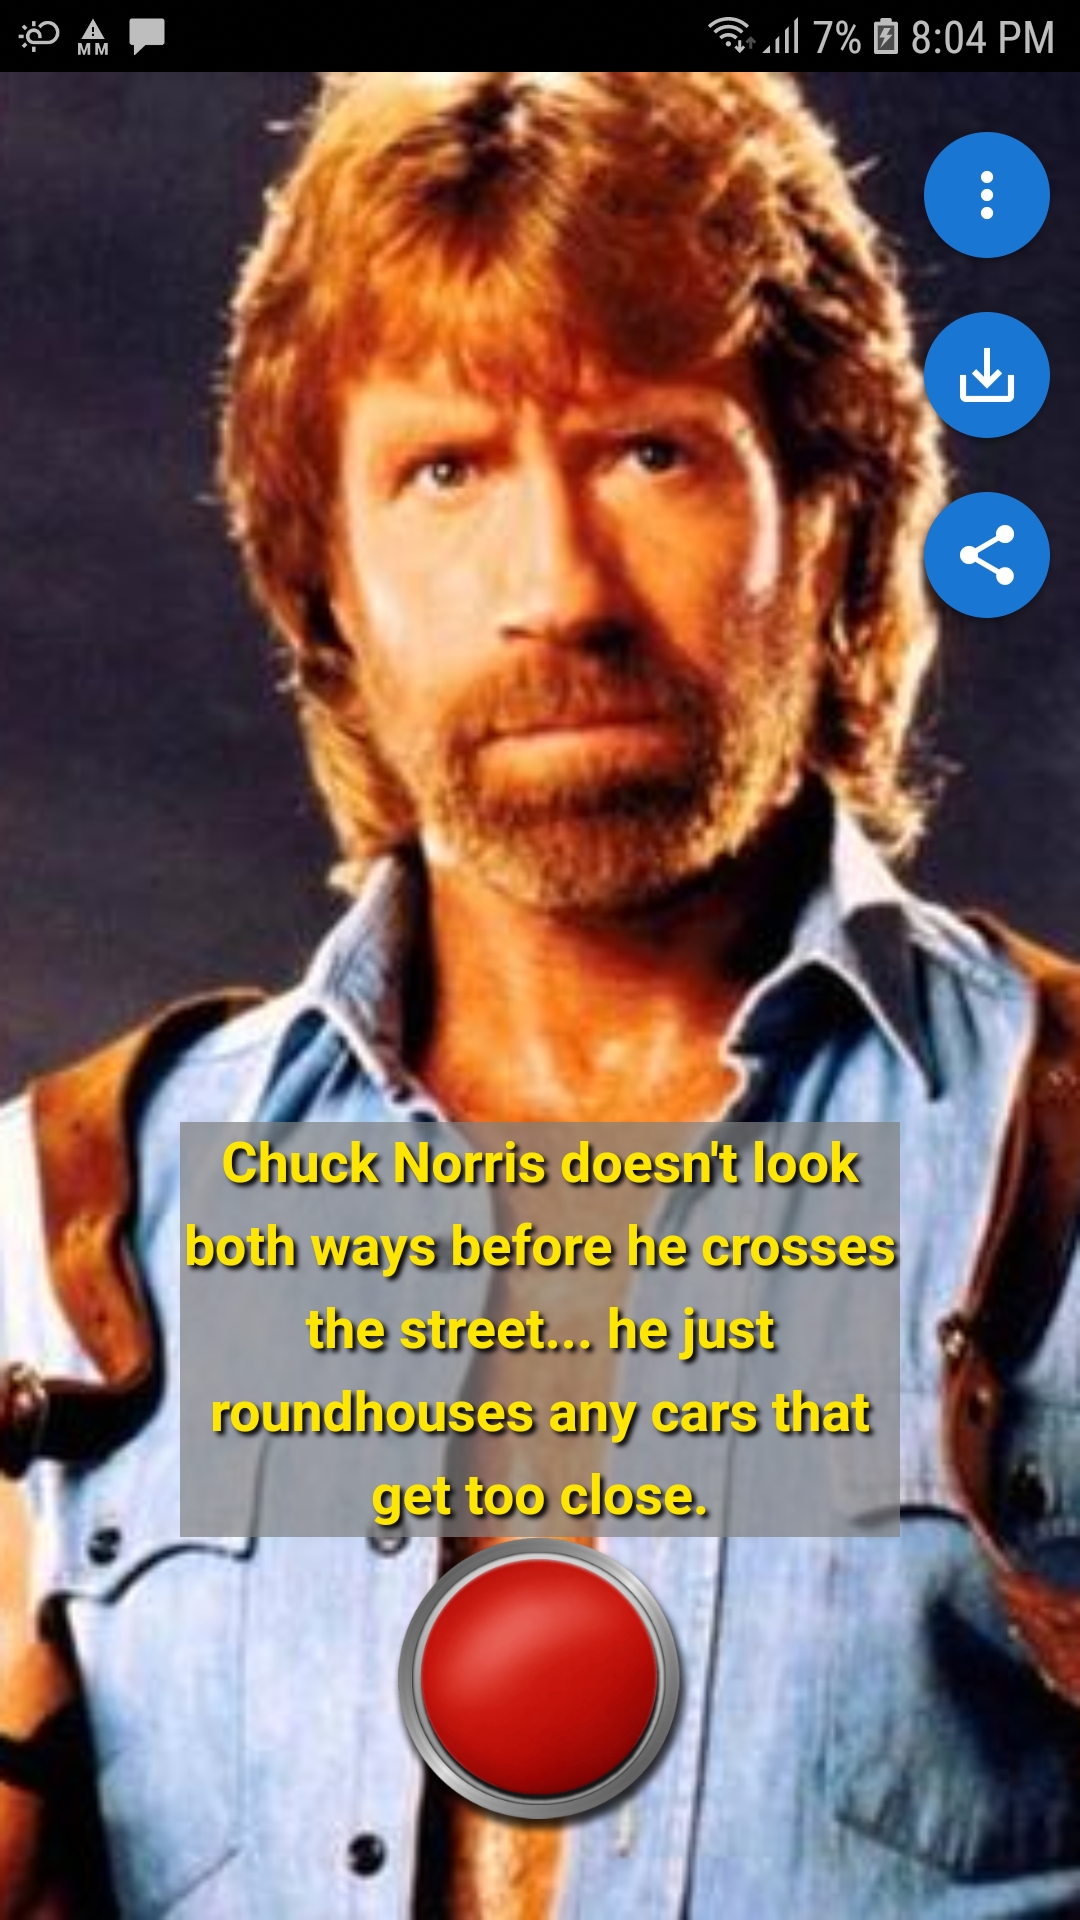 MM
7%
8:04 PM
Chuck Norris doesn't look
both ways before he crosses
the street... he just
roundhouses any cars that
get too close.